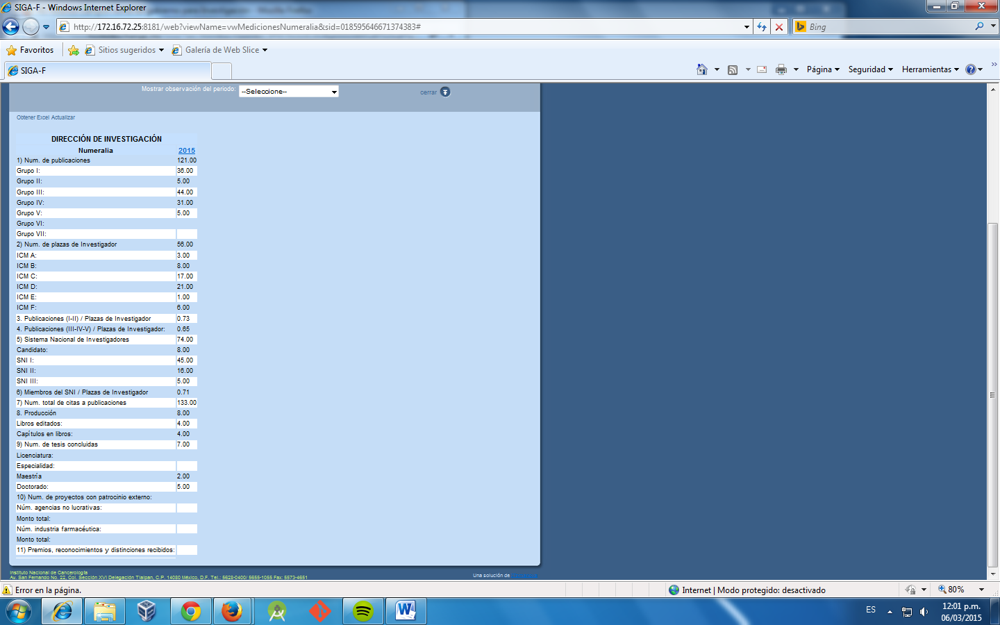 SIGA-F - Windows Internet Explorer
http://172.16.72.25:8181/web?viewName=vwMedicionesNumeralia&sid=018595646671374383#
Bing
Favoritos
Sitios sugeridos
Galería de Web Slice
SIGA-F
Página
Seguridad
Herramientas
»
Mostrar observación del periodo: --Seleccione--
cerrar
Obtener Excel Actualizar
DIRECCIÓN DE INVESTIGACIÓN
Numeralia 2015
1) Num. de publicaciones 121.00
Grupo I: 36.00
Grupo II: 5.00
Grupo III: 44.00
Grupo IV: 31.00
Grupo V: 5.00
Grupo VI:
Grupo VII:
2) Num. de plazas de Investigador 56.00
ICM A: 3.00
ICM B: 8.00
ICM C: 17.00
ICM D: 21.00
ICM E: 1.00
ICM F: 6.00
3. Publicaciones (I-II) / Plazas de Investigador 0.73
4. Publicaciones (III-IV-V) / Plazas de Investigador: 0.65
5) Sistema Nacional de Investigadores 74.00
Candidato: 8.00
SNI I: 45.00
SNI II: 16.00
SNI III: 5.00
6) Miembros del SNI / Plazas de Investigador 0.71
7) Num. total de citas a publicaciones 133.00
8. Producción 8.00
Libros editados: 4.00
Capítulos en libros: 4.00
9) Num. de tesis concluidas 7.00
Licenciatura:
Especialidad:
Maestría 2.00
Doctorado: 5.00
10) Num. de proyectos con patrocinio externo:
Núm. agencias no lucrativas:
Monto total:
Núm. industria farmacéutica:
Monto total:
11) Premios, reconocimientos y distinciones recibidos:
Instituto Nacional de Cancerología
Av. San Fernando No. 22, Col. Sección XVI Delegación Tlalpan, C.P. 14080 México, D.F. Tel.: 5628-0400/ 5655-1055 Fax: 5573-4651
Una solución de
Error en la página.
Internet | Modo protegido: desactivado
80%
ES
12:01 p.m.
06/03/2015